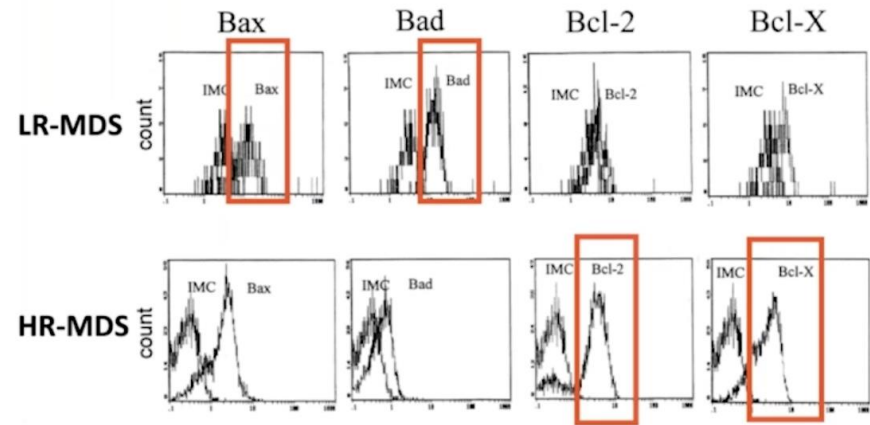 Bax Bad Bcl-2 Bcl-X
LR-MDS
count
IMC Bax
IMC Bad
IMC Bcl-2
IMC Bcl-X
HR-MDS
count
IMC Bax
IMC Bad
IMC Bcl-2
IMC Bcl-X